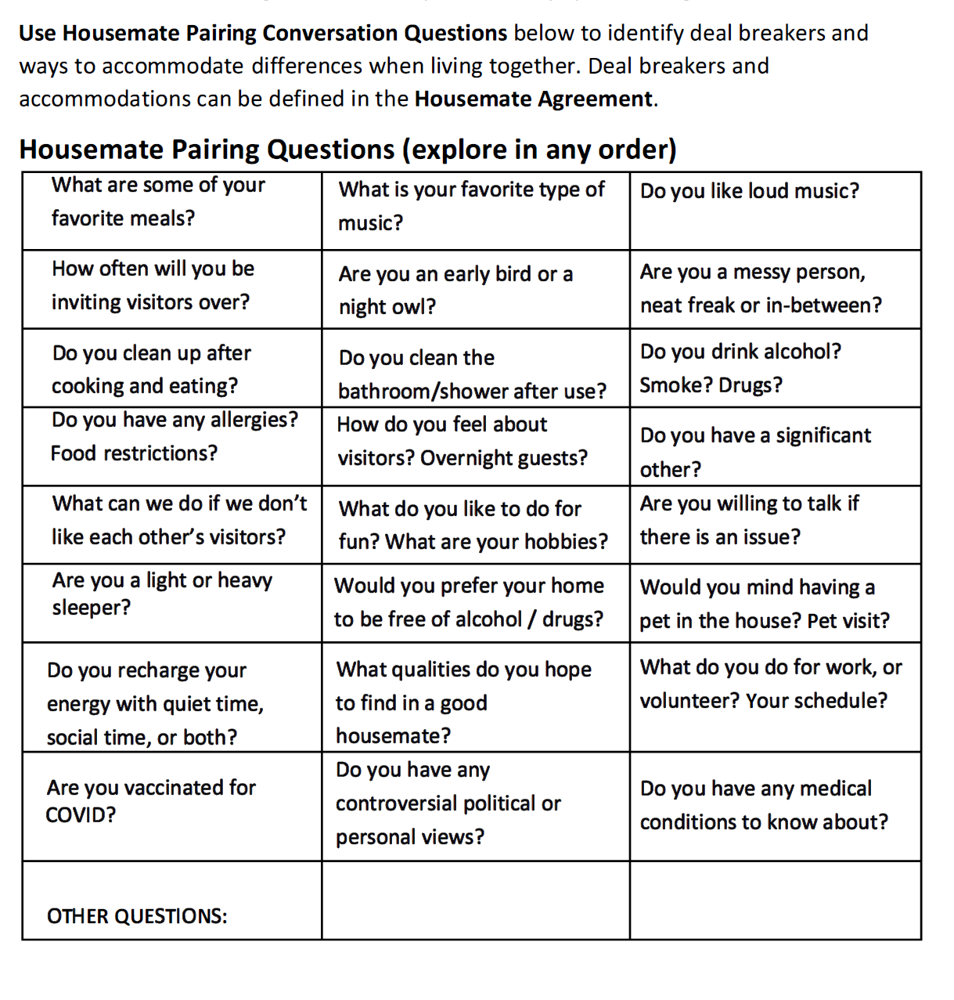 Use Housemate Pairing Conversation Questions below to identify deal breakers and
ways to accommodate differences when living together. Deal breakers and
accommodations can be defined in the Housemate Agreement.
Housemate Pairing Questions (explore in any order)
What are some of your
favorite meals?
What is your favorite type of
music?
Do you like loud music?
How often will you be
inviting visitors over?
Are you an early bird or a
night owl?
Are you a messy person,
neat freak or in-between?
Do you clean up after
cooking and eating?
Do you clean the
bathroom/shower after use?
Do you drink alcohol?
Smoke? Drugs?
Do you have any allergies?
Food restrictions?
How do you feel about
visitors? Overnight guests?
Do you have a significant
other?
What can we do if we don’t
like each other’s visitors?
What do you like to do for
fun? What are your hobbies?
Are you willing to talk if
there is an issue?
Are you a light or heavy
sleeper?
Would you prefer your home
to be free of alcohol / drugs?
Would you mind having a
pet in the house? Pet visit?
Do you recharge your
energy with quiet time,
social time, or both?
What qualities do you hope
to find in a good
housemate?
What do you do for work, or
volunteer? Your schedule?
Are you vaccinated for
COVID?
Do you have any
controversial political or
personal views?
Do you have any medical
conditions to know about?
OTHER QUESTIONS: